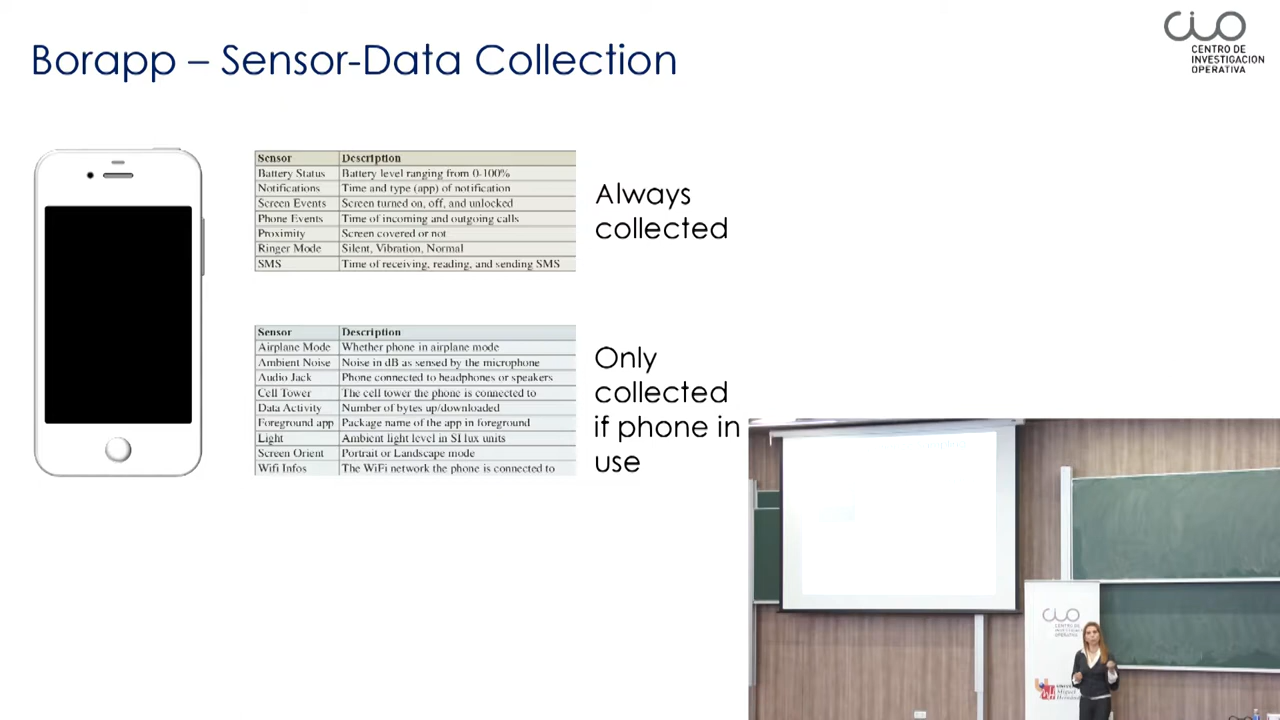 Borapp – Sensor-Data Collection
CIO
CENTRO DE
INVESTIGACION
OPERATIVA
Sensor Description
Battery Status Battery level ranging from 0-100%
Notifications Time and type (app) of notification
Screen Events Screen turned on, off, and unlocked
Phone Events Time of incoming and outgoing calls
Proximity Screen covered or not
Ringer Mode Silent, Vibration, Normal
SMS Time of receiving, reading, and sending SMS
Always
collected
Sensor Description
Airplane Mode Whether phone in airplane mode
Ambient Noise Noise in dB as sensed by the microphone
Audio Jack Phone connected to headphones or speakers
Cell Tower The cell tower the phone is connected to
Data Activity Number of bytes up/downloaded
Foreground app Package name of the app in foreground
Light Ambient light level in SI lux units
Screen Orient Portrait or Landscape mode
Wifi Infos The WiFi network the phone is connected to
Only
collected
if phone in
use
CIO
CENTRO DE
OPERATIVA
Miguel